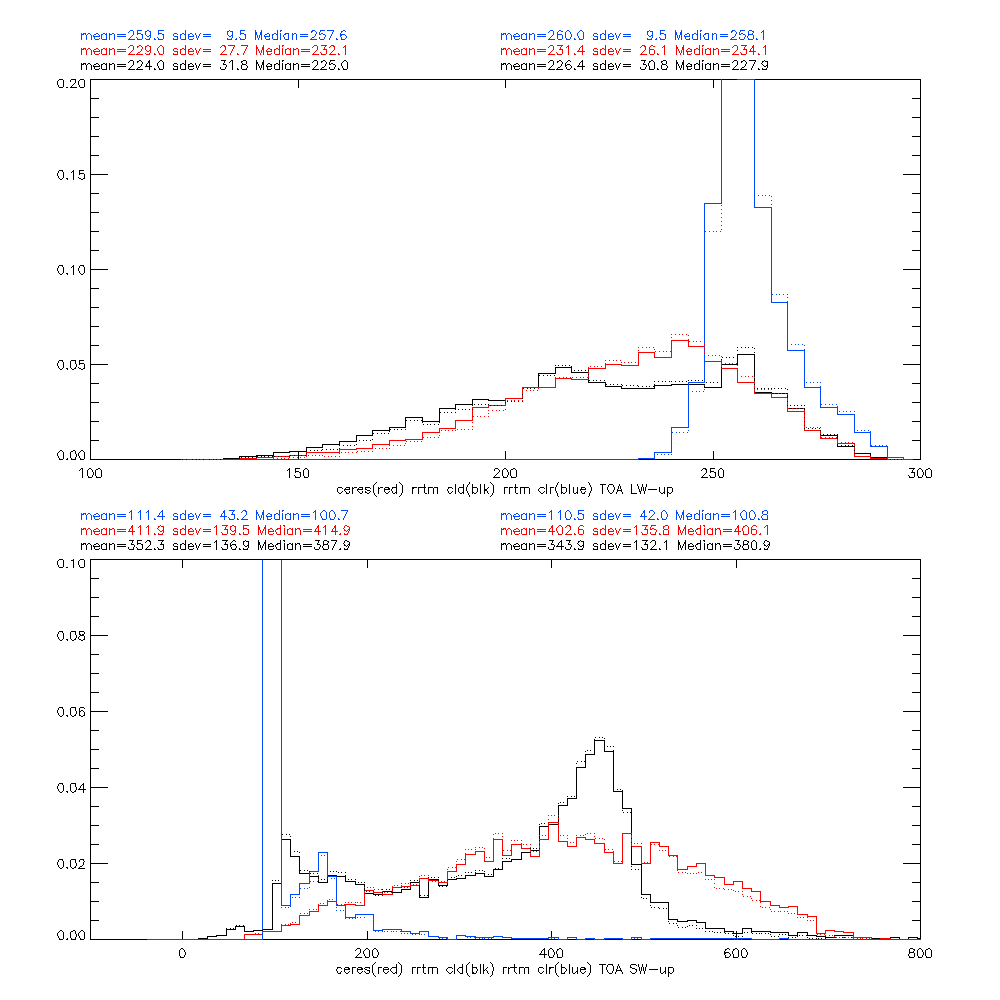 mean=259.5 sdev= 9.5 Median=257.6 mean=260.0 sdev= 9.5 Median=258.1
mean=229.0 sdev= 27.7 Median=232.1 mean=231.4 sdev= 26.1 Median=234.1
mean=224.0 sdev= 31.8 Median=225.0 mean=226.4 sdev= 30.8 Median=227.9
0.20
0.15
0.10
0.05
0.00
100 150 200 250 300
ceres(red) rrtm cld(blk) rrtm clr(blue) TOA LW-up
mean=111.4 sdev= 43.2 Median=100.7 mean=110.5 sdev= 42.0 Median=100.8
mean=411.9 sdev=139.5 Median=414.9 mean=402.6 sdev=135.8 Median=406.1
mean=352.3 sdev=136.9 Median=387.9 mean=343.9 sdev=132.1 Median=380.9
0.10
0.08
0.06
0.04
0.02
0.00
0 200 400 600 800
ceres(red) rrtm cld(blk) rrtm clr(blue) TOA SW-up